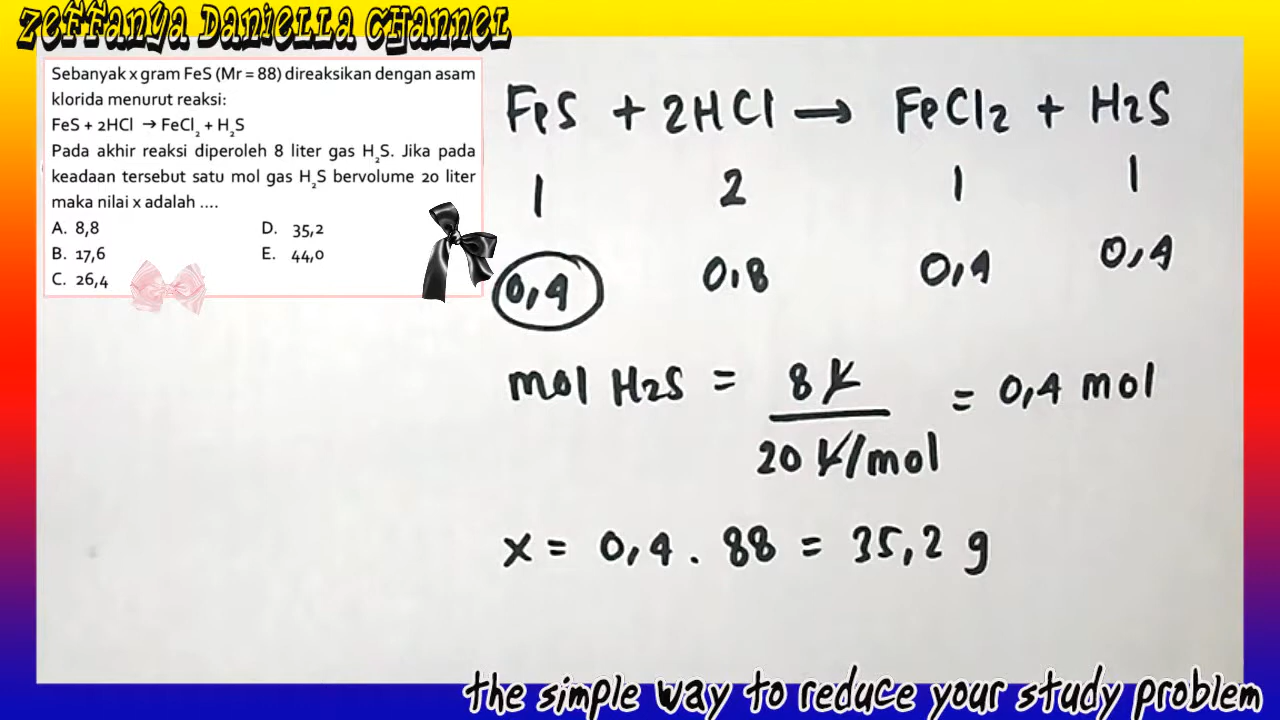 Zeffanya Daniella Channel
Sebanyak x gram FeS (Mr = 88) direaksikan dengan asam
klorida menurut reaksi:
FeS + 2HCl → FeCl₂ + H₂S
Pada akhir reaksi diperoleh 8 liter gas H₂S. Jika pada
keadaan tersebut satu mol gas H₂S bervolume 20 liter
maka nilai x adalah ....
A. 8,8
B. 17,6
C. 26,4
D. 35,2
E. 44,0
FeS + 2HCl → FeCl2 + H2S
1 2 1 1
0,4 0,8 0,4 0,4
mol H2S = 8 L / 20 L/mol = 0,4 mol
x = 0,4 . 88 = 35,2 g
the simple way to reduce your study problem